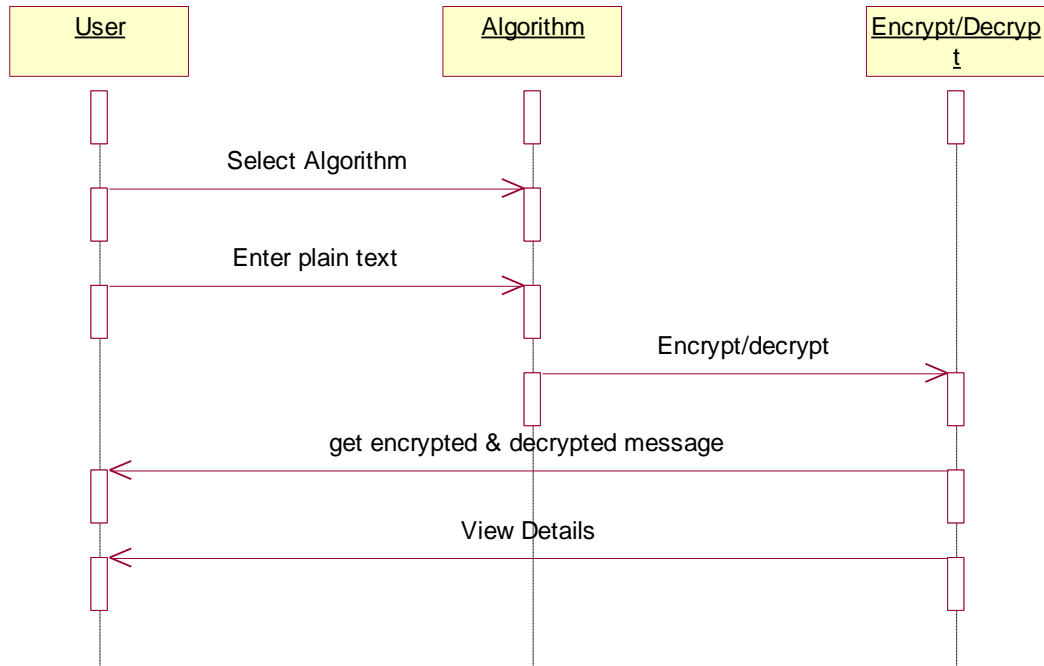 User
Algorithm
Encrypt/Decryp
t
Select Algorithm
Enter plain text
Encrypt/decrypt
get encrypted & decrypted message
View Details